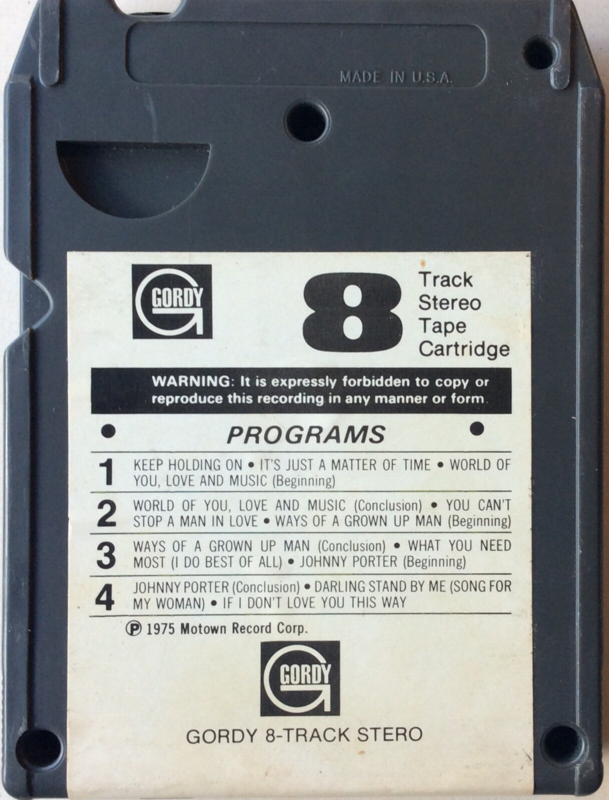 MADE IN U.S.A.
GORDY
8
Track
Stereo
Tape
Cartridge
WARNING: It is expressly forbidden to copy or
reproduce this recording in any manner or form.
• PROGRAMS •
1 KEEP HOLDING ON • IT'S JUST A MATTER OF TIME • WORLD OF
YOU, LOVE AND MUSIC (Beginning)
2 WORLD OF YOU, LOVE AND MUSIC (Conclusion) • YOU CAN'T
STOP A MAN IN LOVE • WAYS OF A GROWN UP MAN (Beginning)
3 WAYS OF A GROWN UP MAN (Conclusion) • WHAT YOU NEED
MOST (I DO BEST OF ALL) • JOHNNY PORTER (Beginning)
4 JOHNNY PORTER (Conclusion) • DARLING STAND BY ME (SONG FOR
MY WOMAN) • IF I DON'T LOVE YOU THIS WAY
℗ 1975 Motown Record Corp.
GORDY
GORDY 8-TRACK STERO